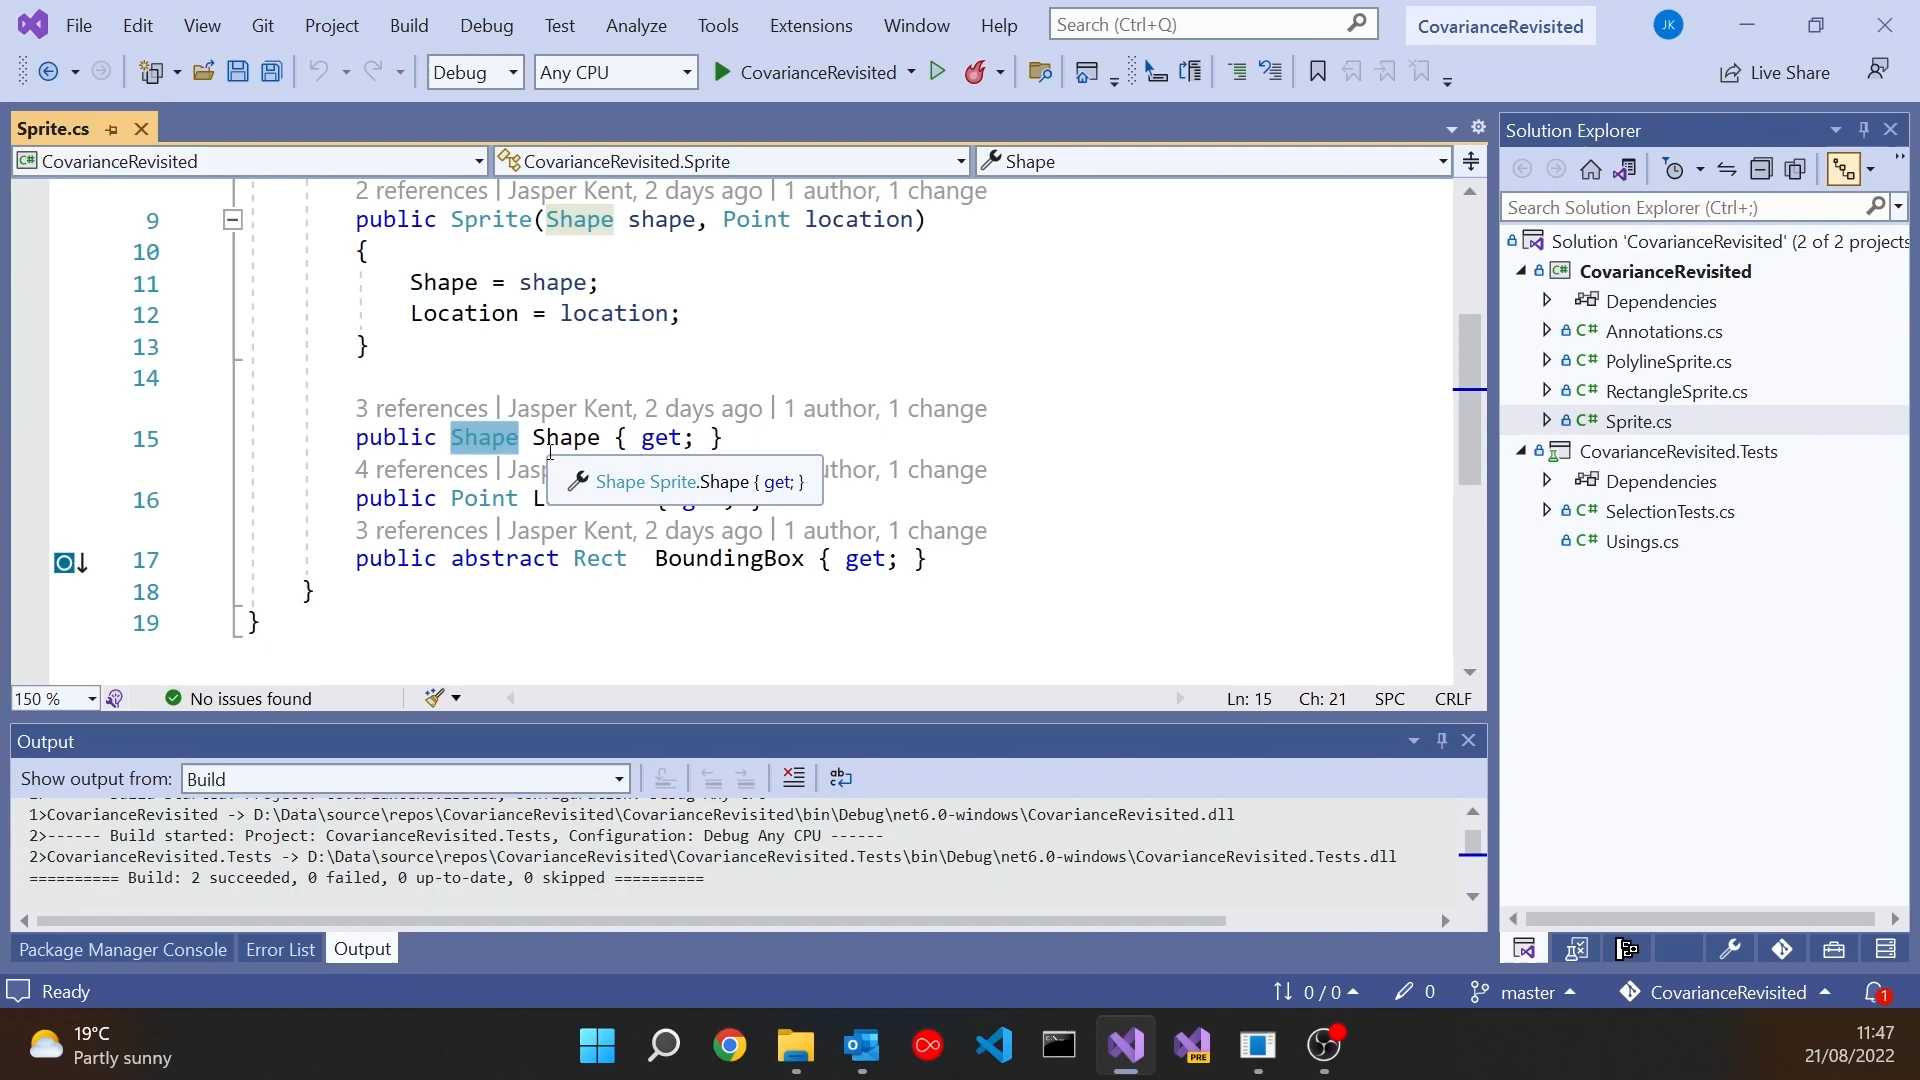 File Edit View Git Project Build Debug Test Analyze Tools Extensions Window Help Search (Ctrl+Q) CovarianceRevisited JK
Debug Any CPU CovarianceRevisited Live Share
Sprite.cs
CovarianceRevisited CovarianceRevisited.Sprite Shape
2 references | Jasper Kent, 2 days ago | 1 author, 1 change
9 public Sprite(Shape shape, Point location)
10 {
11 Shape = shape;
12 Location = location;
13 }
14
3 references | Jasper Kent, 2 days ago | 1 author, 1 change
15 public Shape Shape { get; }
4 references | Jasp uthor, 1 change
Shape Sprite.Shape { get; }
16 public Point L
3 references | Jasper Kent, 2 days ago | 1 author, 1 change
17 public abstract Rect BoundingBox { get; }
18 }
19 }
150 % No issues found Ln: 15 Ch: 21 SPC CRLF
Output
Show output from: Build
1>CovarianceRevisited -> D:\Data\source\repos\CovarianceRevisited\CovarianceRevisited\bin\Debug\net6.0-windows\CovarianceRevisited.dll
2>------ Build started: Project: CovarianceRevisited.Tests, Configuration: Debug Any CPU ------
2>CovarianceRevisited.Tests -> D:\Data\source\repos\CovarianceRevisited\CovarianceRevisited.Tests\bin\Debug\net6.0-windows\CovarianceRevisited.Tests.dll
========== Build: 2 succeeded, 0 failed, 0 up-to-date, 0 skipped ==========
Package Manager Console Error List Output
Solution Explorer
Search Solution Explorer (Ctrl+;)
Solution 'CovarianceRevisited' (2 of 2 projects
C# CovarianceRevisited
Dependencies
C# Annotations.cs
C# PolylineSprite.cs
C# RectangleSprite.cs
C# Sprite.cs
CovarianceRevisited.Tests
Dependencies
C# SelectionTests.cs
C# Usings.cs
Ready 0 / 0 0 master CovarianceRevisited 1
19°C
Partly sunny
PRE
11:47
21/08/2022